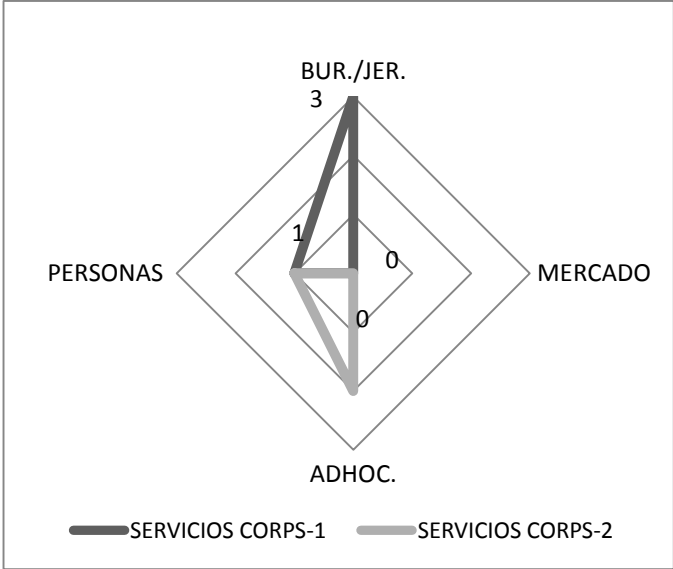 BUR./JER.
3
1
PERSONAS
0
MERCADO
0
ADHOC.
SERVICIOS CORPS-1
SERVICIOS CORPS-2